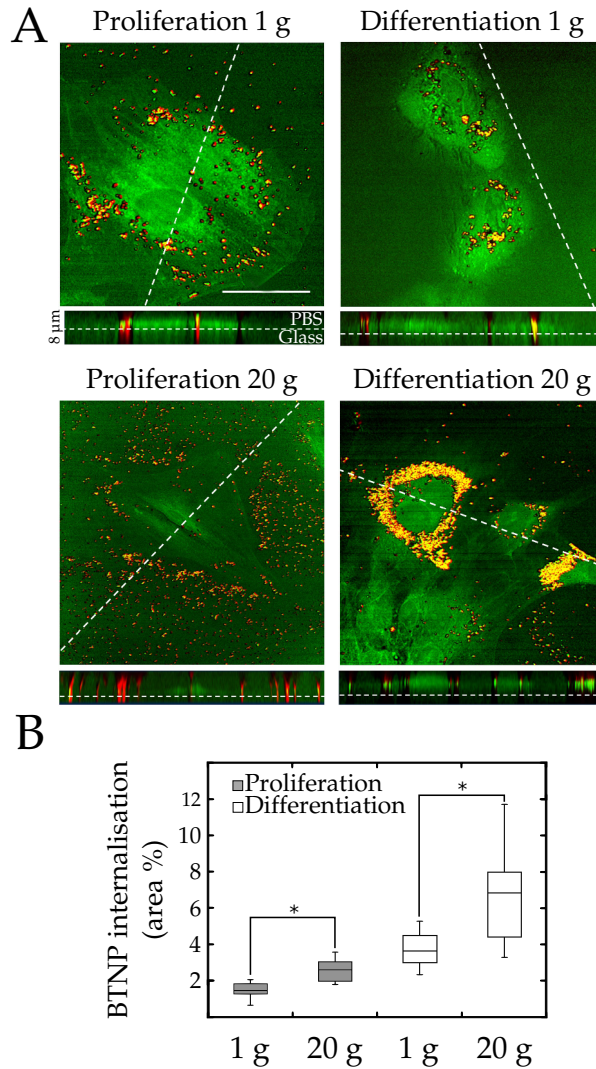 A
Proliferation 1 g
Differentiation 1 g
8 μm
PBS
Glass
Proliferation 20 g
Differentiation 20 g
B
BTNP internalisation
(area %)
Proliferation
Differentiation
*
*
12
10
8
6
4
2
1 g
20 g
1 g
20 g